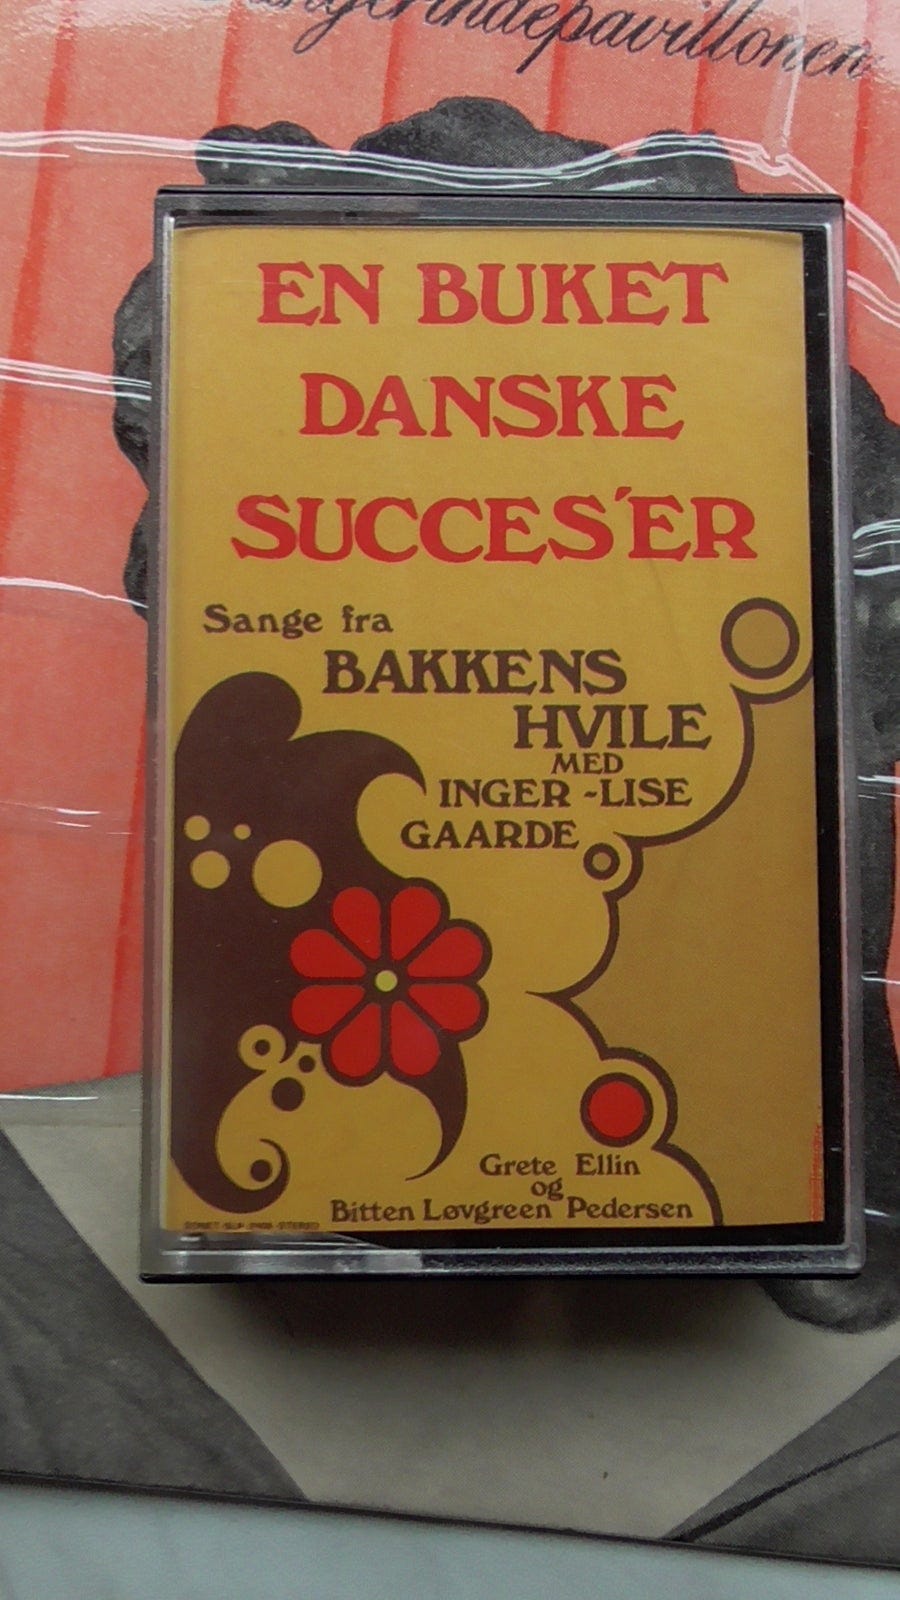 EN BUKET
DANSKE
SUCCES'ER
Sange fra
BAKKENS
HVILE
MED
INGER-LISE
GAARDE
Grete Ellin
og
Bitten Løvgreen Pedersen